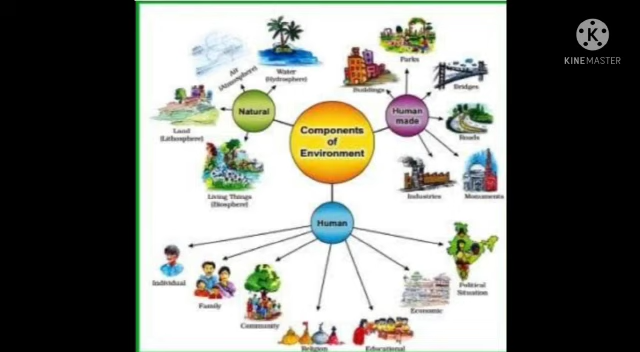 KINEMASTER
Parks
Air
(Atmosphere)
Water
(Hydrosphere)
Buildings
Bridges
Natural
Human
made
Land
(Lithosphere)
Components
of
Environment
Roads
Living Things
(Biosphere)
Industries
Monuments
Human
Individual
Family
Community
Religion
Educational
Economic
Political
Situation